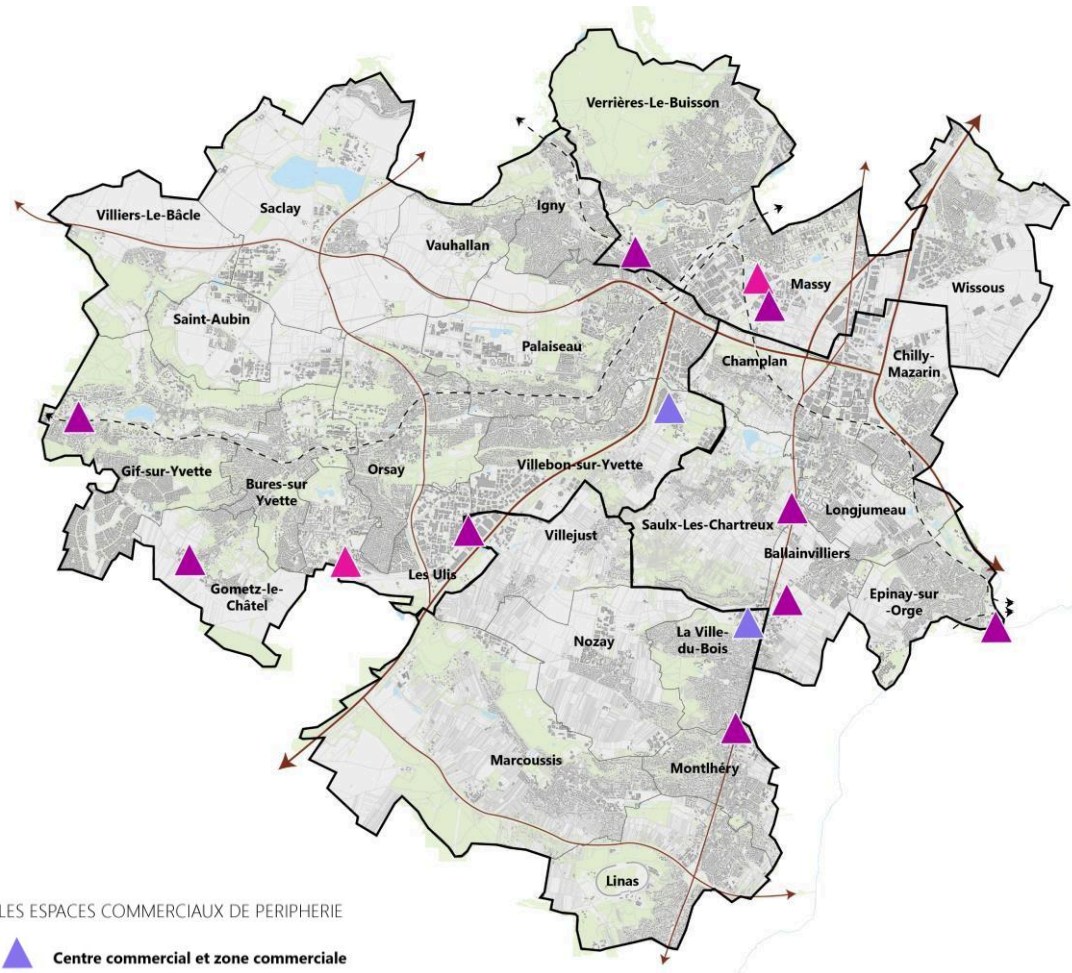 Verrières-Le-Buisson
Igny
Villiers-Le-Bâcle
Saclay
Vauhallan
Massy
Wissous
Saint-Aubin
Palaiseau
Champlan
Chilly-
Mazarin
Gif-sur-Yvette
Bures-sur
Yvette
Orsay
Villebon-sur-Yvette
Saulx-Les-Chartreux
Longjumeau
Villejust
Ballainvilliers
Les Ulis
Gometz-le-
Châtel
Epinay-sur
-Orge
Nozay
La Ville-
du-Bois
Marcoussis
Montlhéry
Linas
LES ESPACES COMMERCIAUX DE PERIPHERIE
Centre commercial et zone commerciale